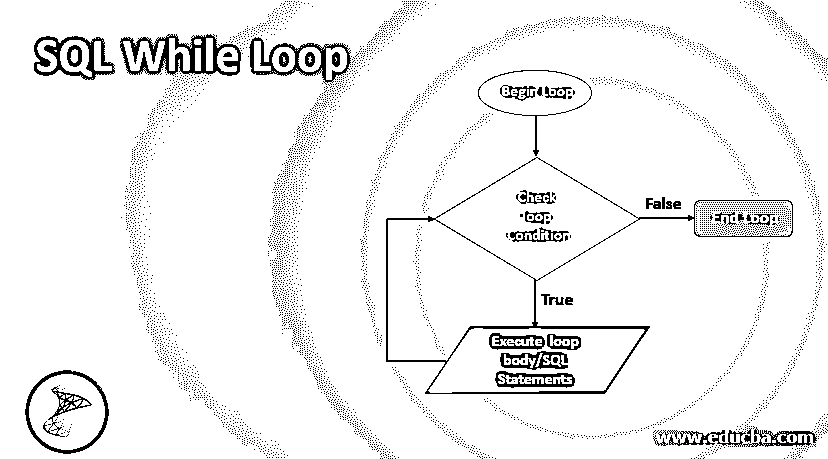 SQL While Loop
Begin Loop
Check
loop
Condition
False
End Loop
True
Execute loop
body/SQL
Statements
www.educba.com